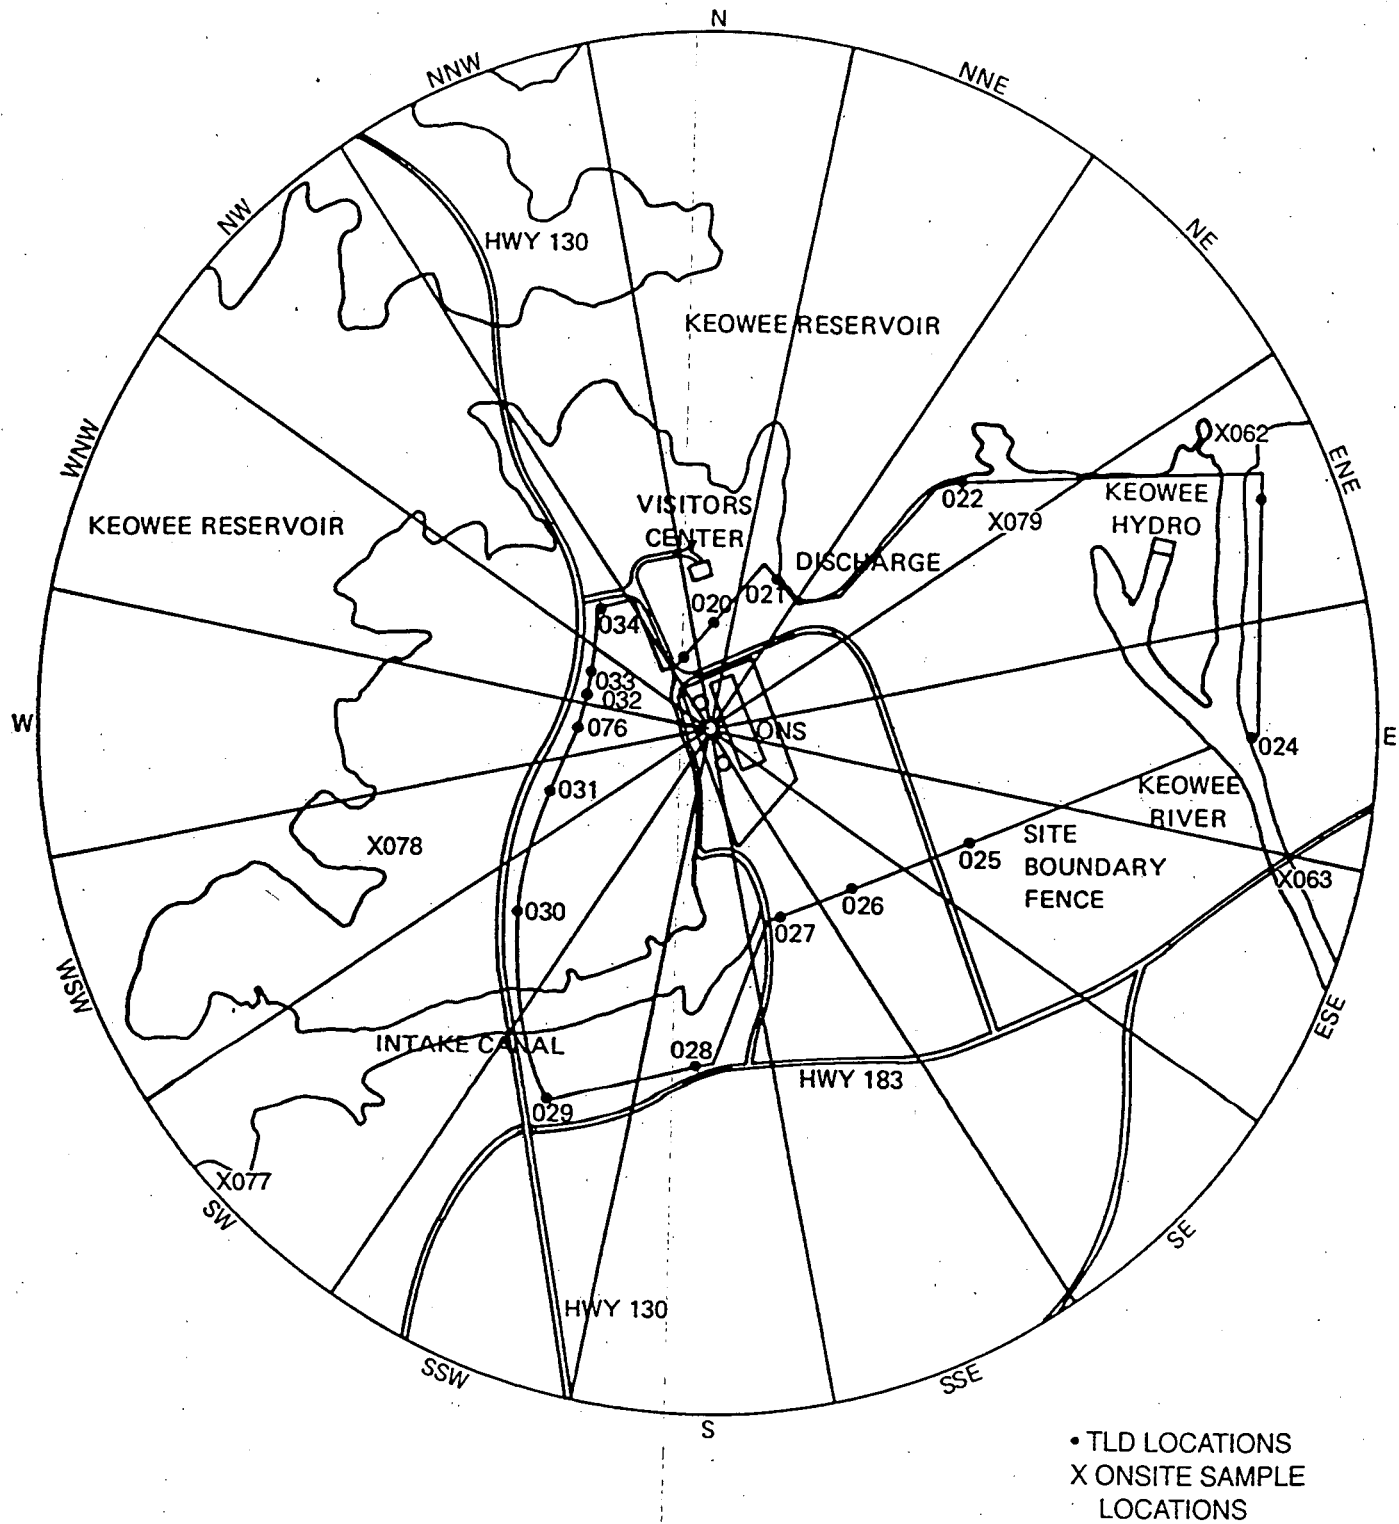 N
NNW
NNE
NW
NE
HWY 130
KEOWEE RESERVOIR
WNW
ENE
X062
VISITORS
CENTER
022
KEOWEE
HYDRO
X079
KEOWEE RESERVOIR
DISCHARGE
021
020
034
033
032
W
076
ONS
E
024
031
KEOWEE
RIVER
X078
025
SITE
BOUNDARY
FENCE
X063
026
030
027
WSW
ESE
INTAKE CANAL
028
HWY 183
029
X077
SW
SE
HWY 130
SSW
SSE
S
• TLD LOCATIONS
X ONSITE SAMPLE
LOCATIONS